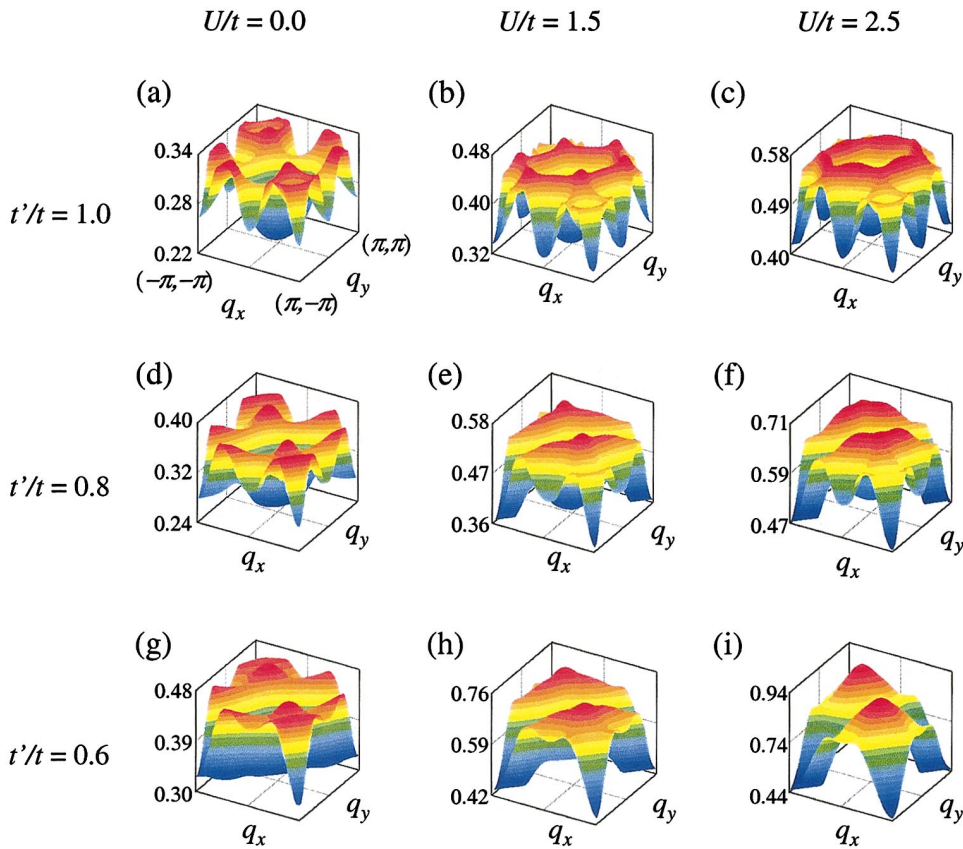 U/t = 0.0
U/t = 1.5
U/t = 2.5
t'/t = 1.0
(a)
0.34
0.28
0.22
(−π,−π)
(π,−π)
(π,π)
q_x
q_y
(b)
0.48
0.40
0.32
q_x
q_y
(c)
0.58
0.49
0.40
q_x
q_y
t'/t = 0.8
(d)
0.40
0.32
0.24
q_x
q_y
(e)
0.58
0.47
0.36
q_x
q_y
(f)
0.71
0.59
0.47
q_x
q_y
t'/t = 0.6
(g)
0.48
0.39
0.30
q_x
q_y
(h)
0.76
0.59
0.42
q_x
q_y
(i)
0.94
0.74
0.44
q_x
q_y